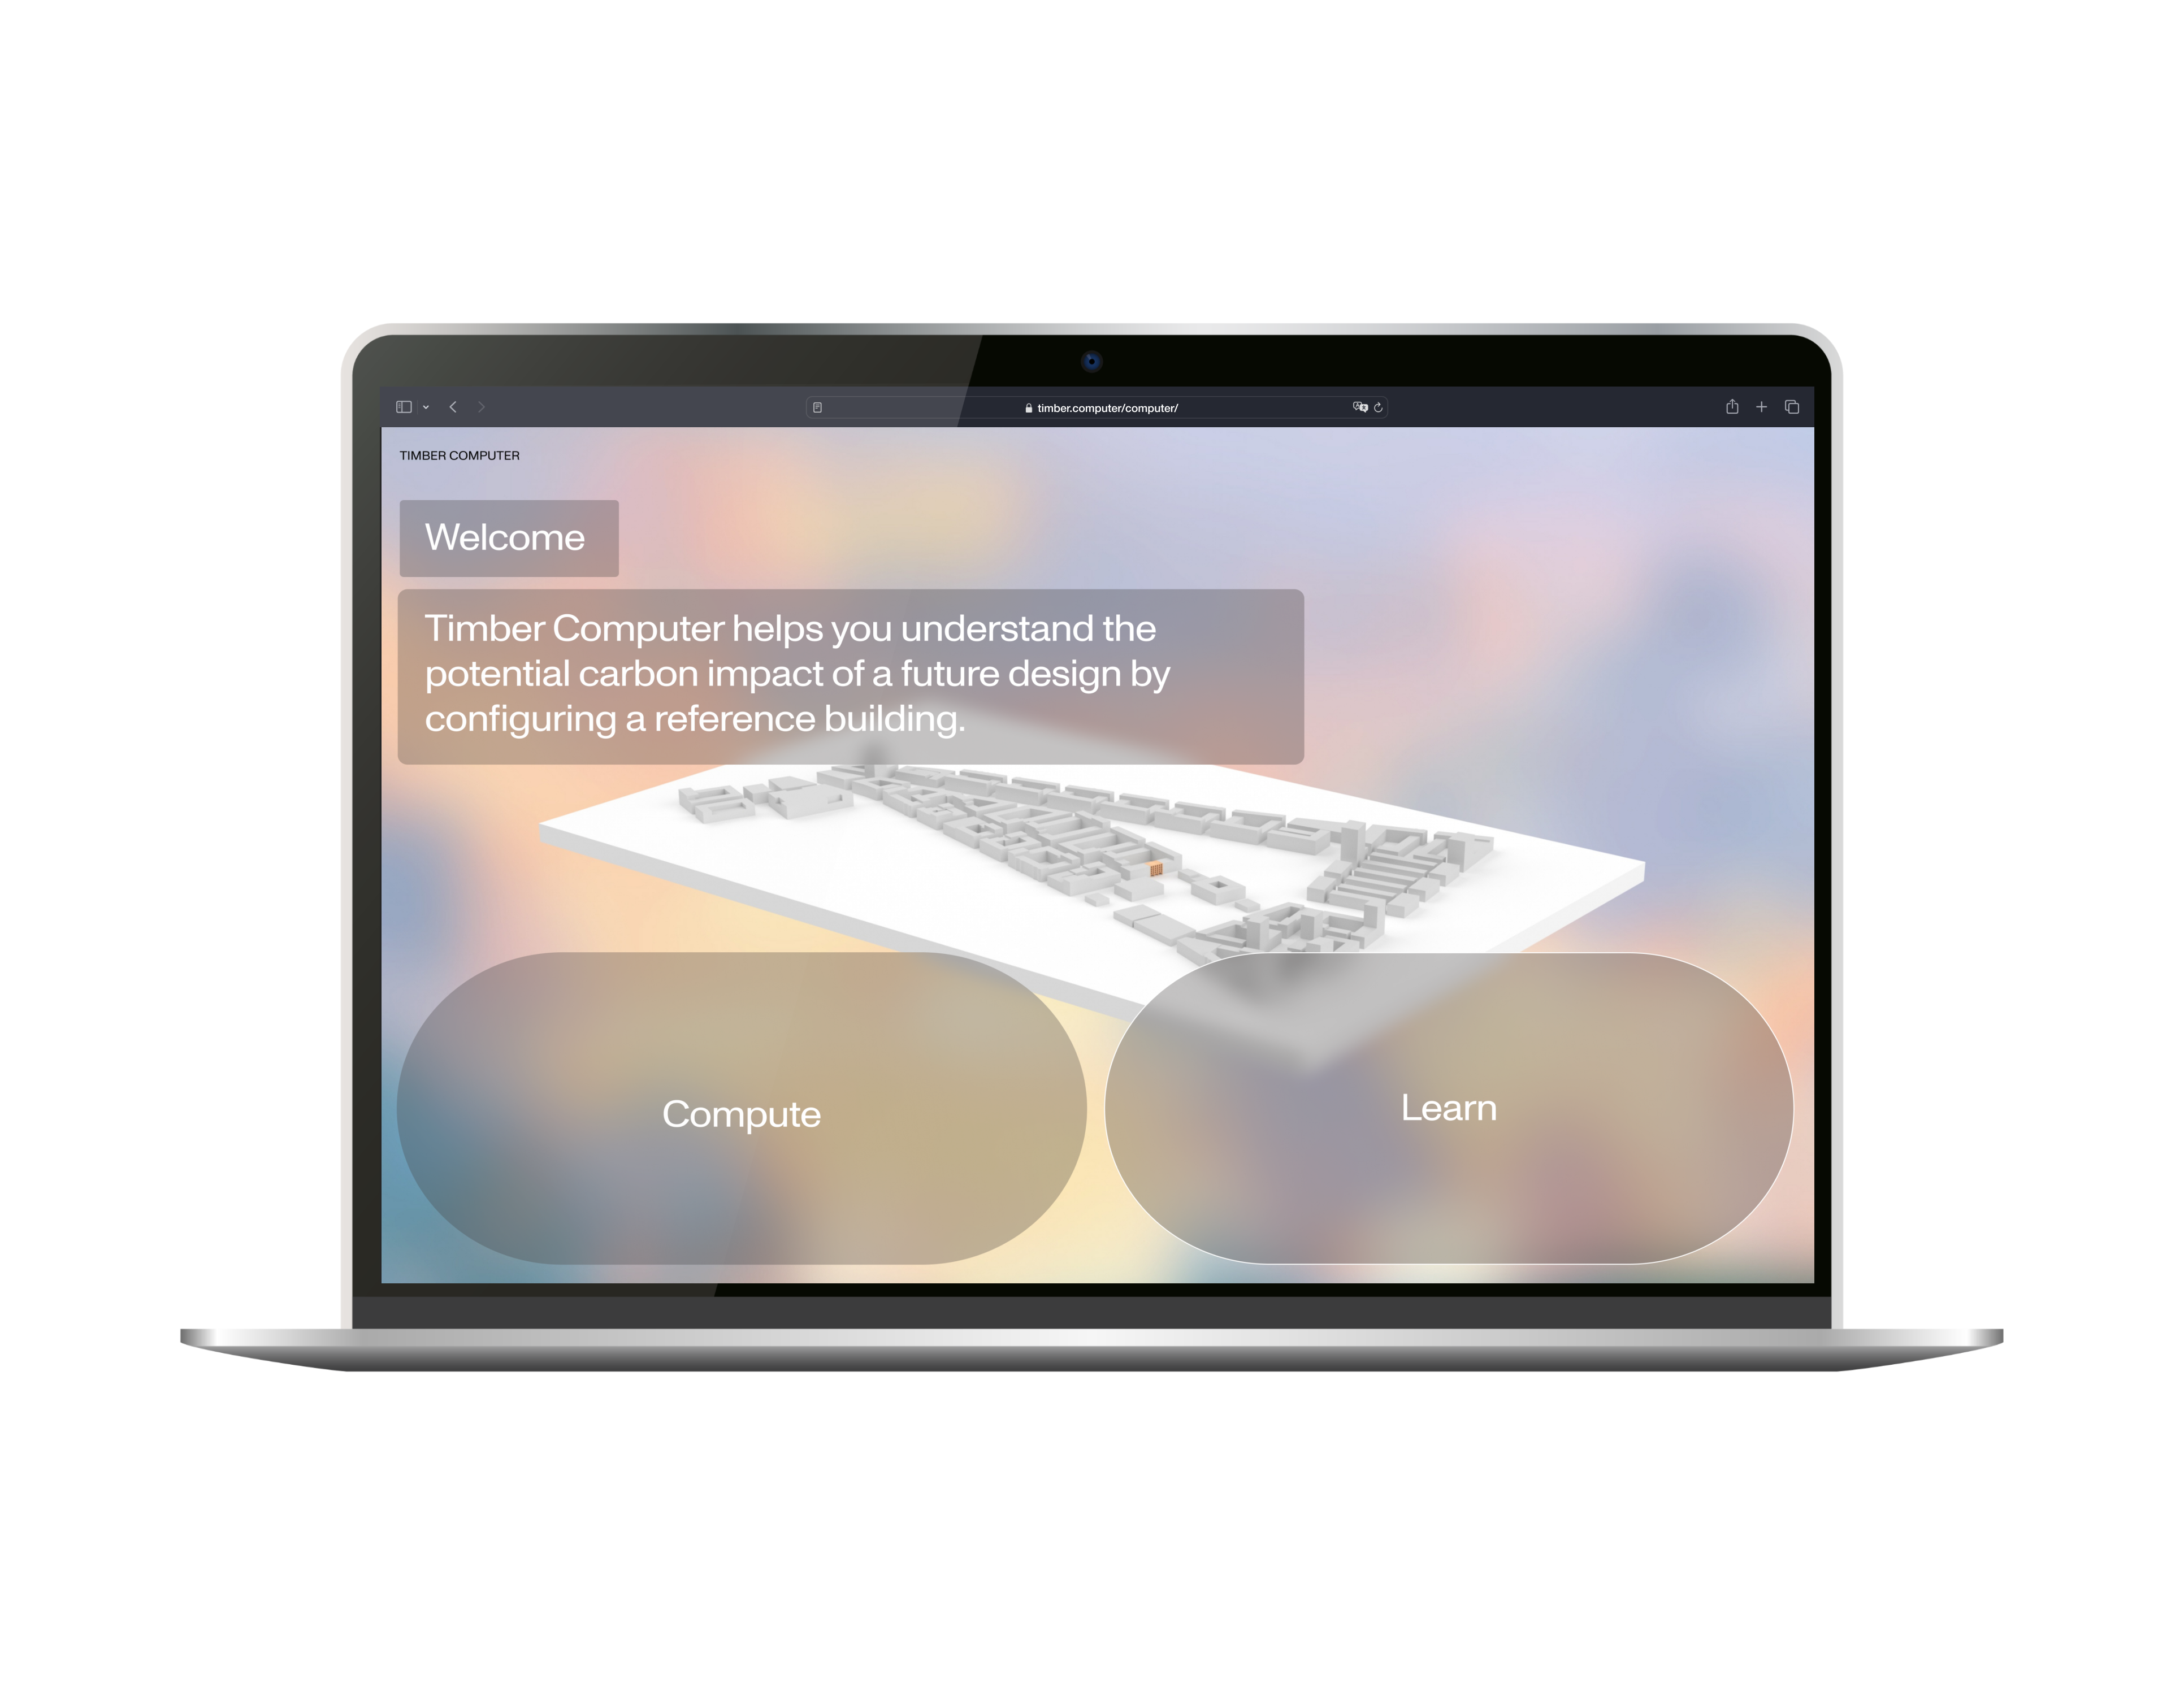 timber.computer/computer/
TIMBER COMPUTER
Welcome
Timber Computer helps you understand the
potential carbon impact of a future design by
configuring a reference building.
Compute
Learn